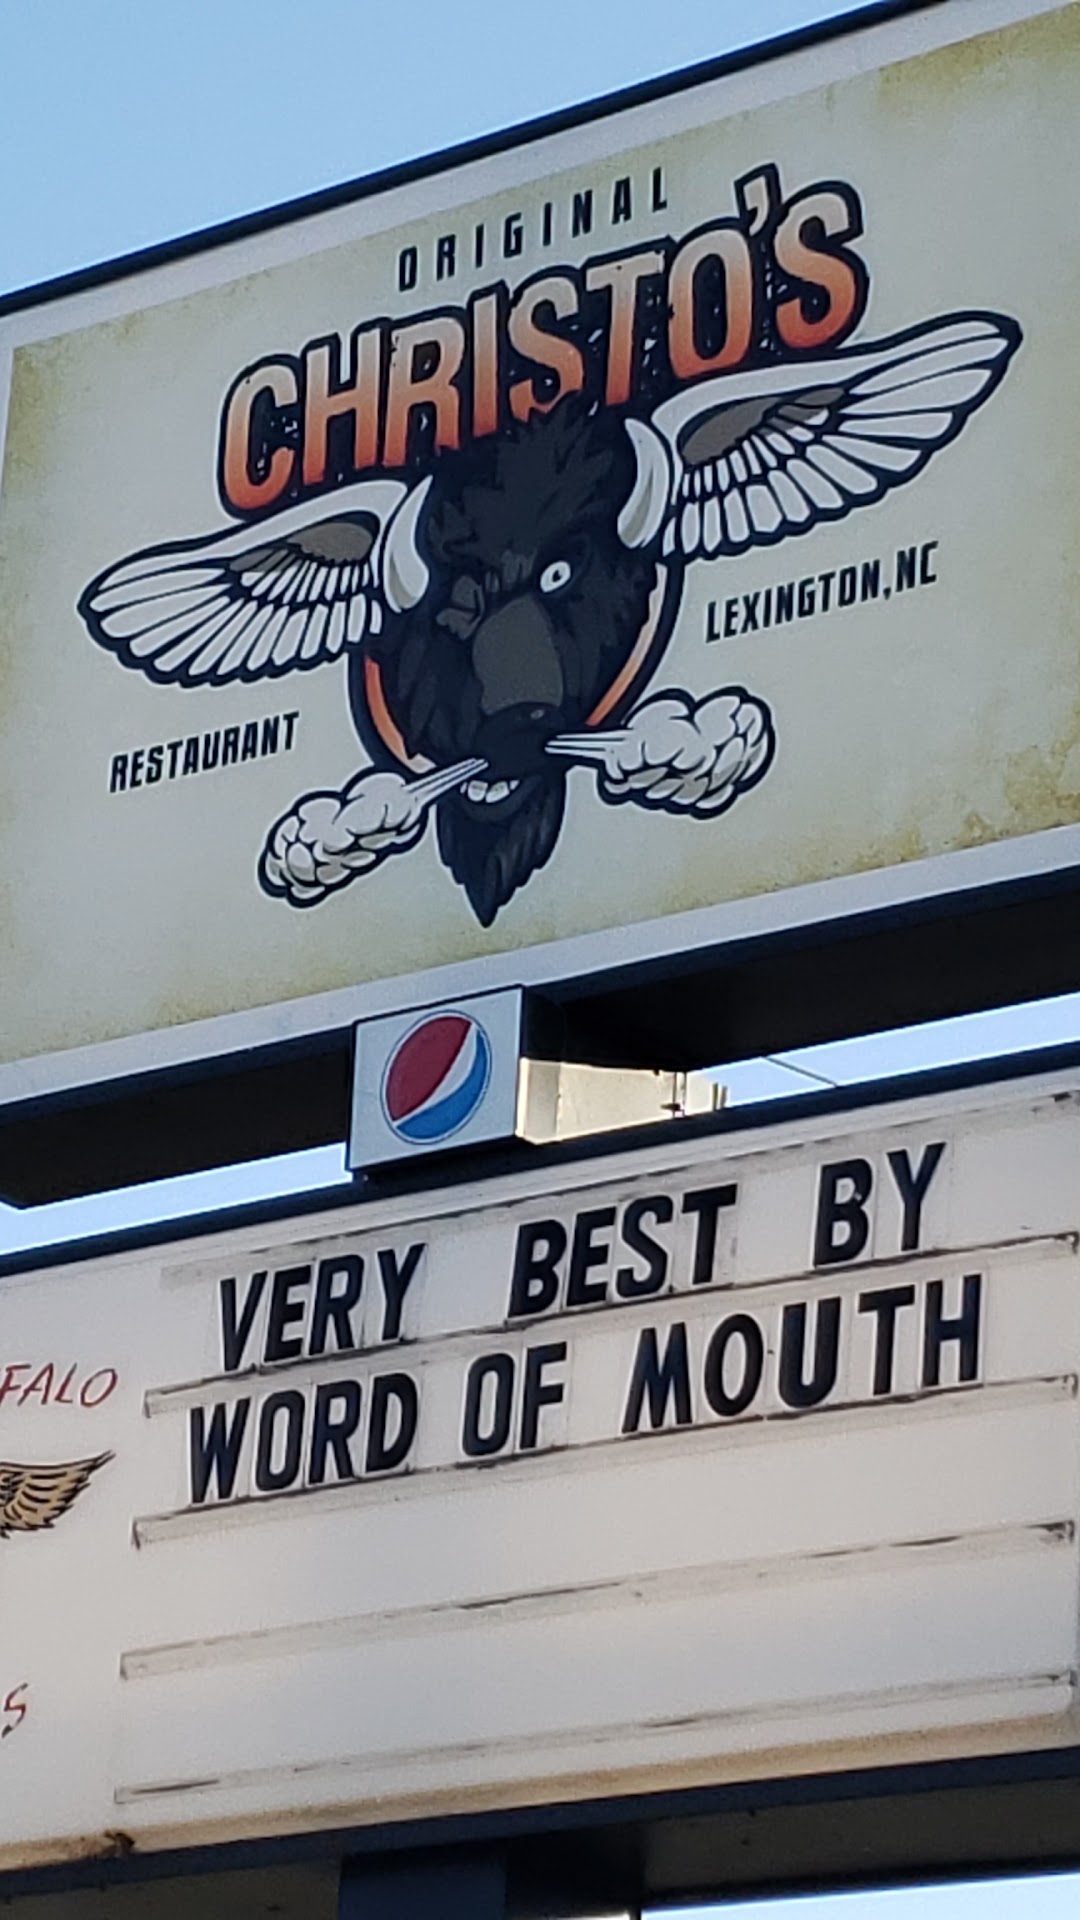 ORIGINAL
CHRISTO'S
LEXINGTON, NC
RESTAURANT
VERY BEST BY
WORD OF MOUTH
FALO
S